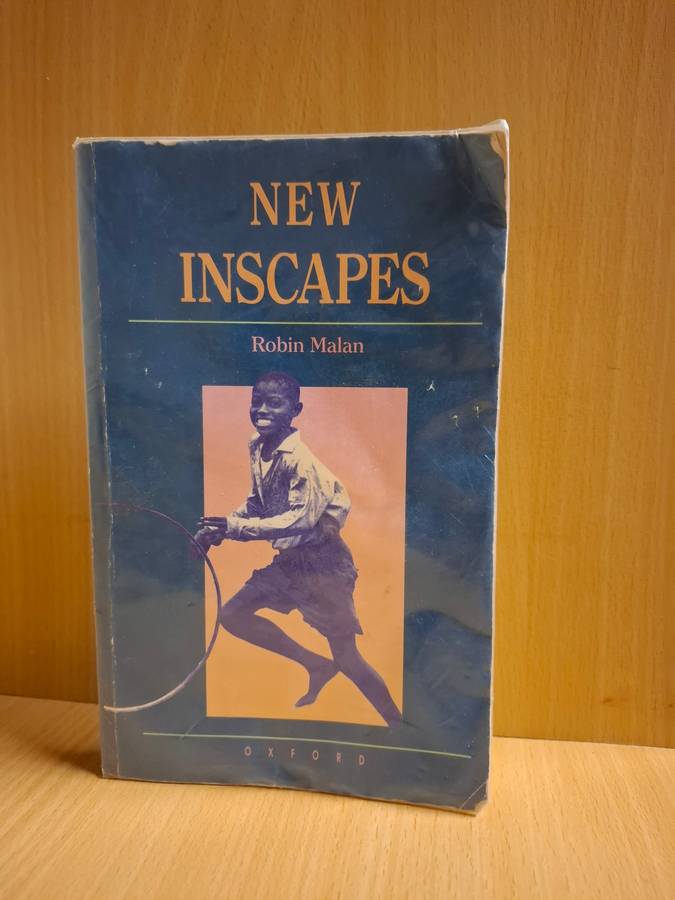 NEW
INSCAPES
Robin Malan
OXFORD